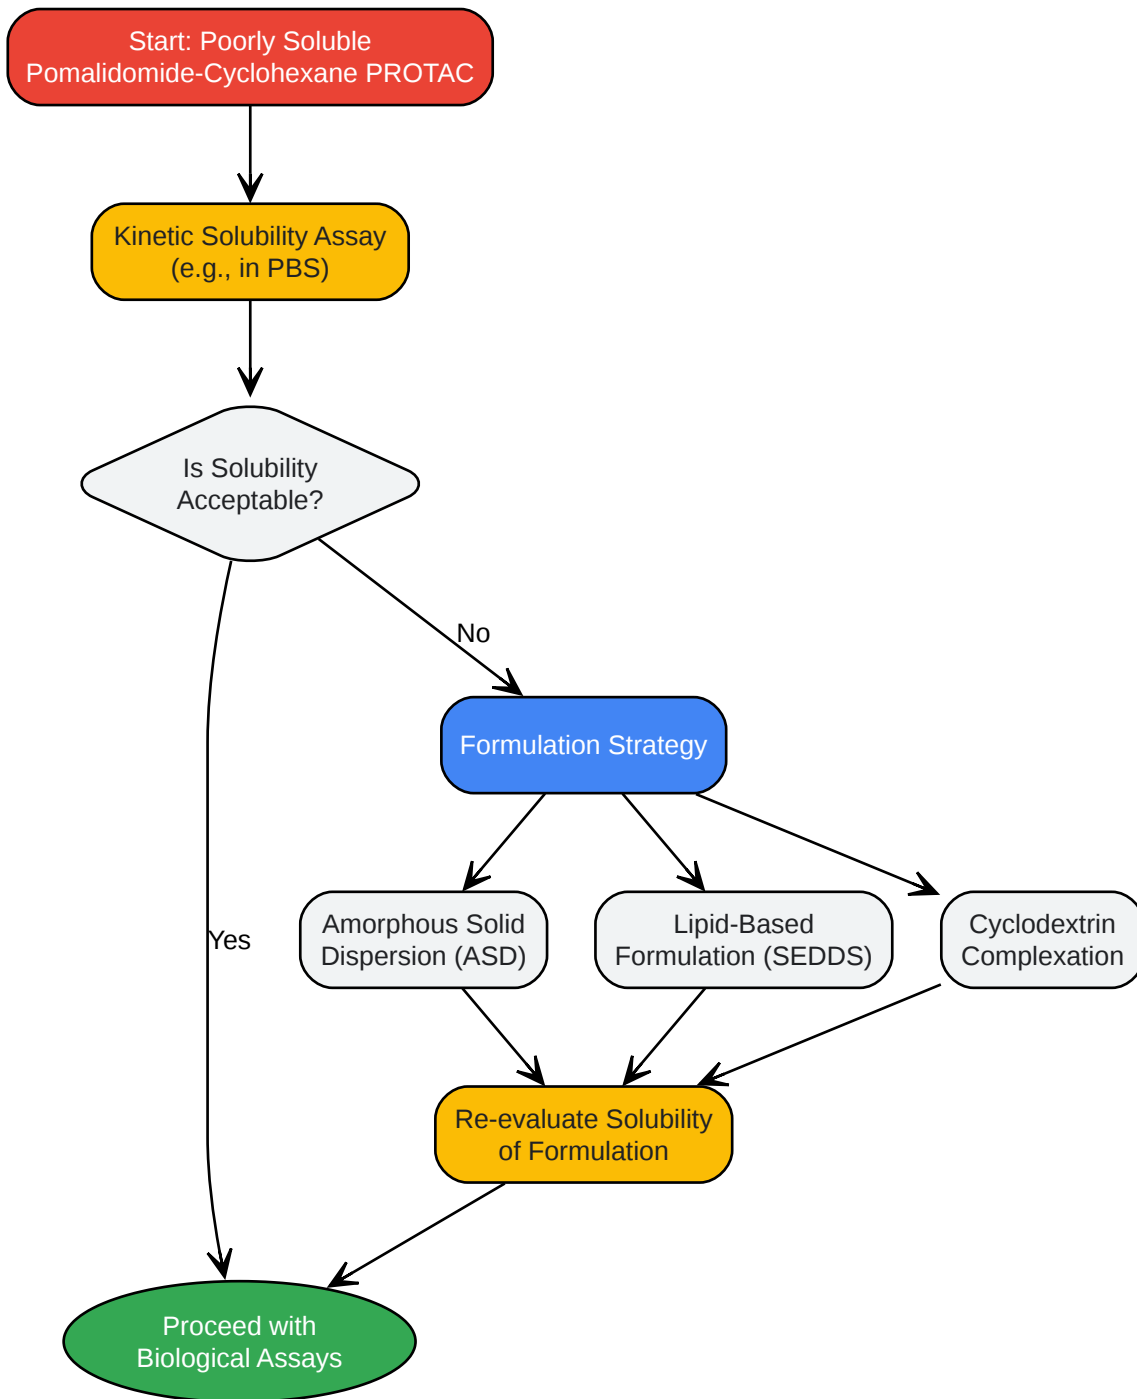 Start: Poorly Soluble
Pomalidomide-Cyclohexane PROTAC
Kinetic Solubility Assay
(e.g., in PBS)
Is Solubility
Acceptable?
No
Formulation Strategy
Amorphous Solid
Dispersion (ASD)
Lipid-Based
Formulation (SEDDS)
Cyclodextrin
Complexation
Yes
Re-evaluate Solubility
of Formulation
Proceed with
Biological Assays